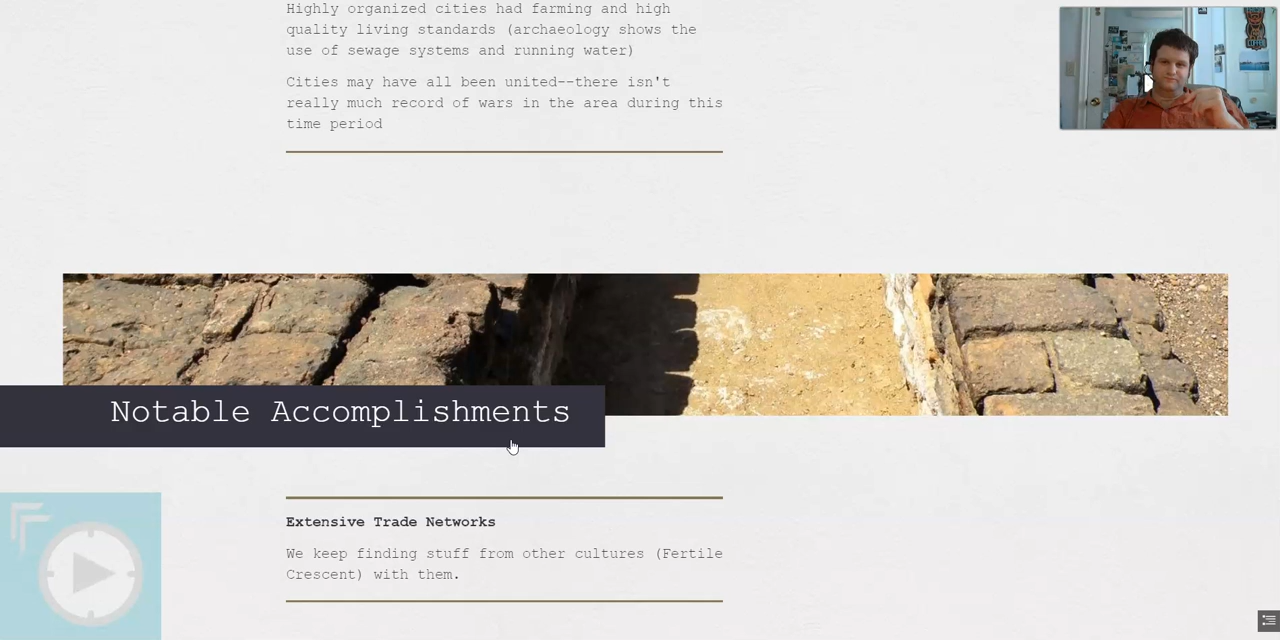 Highly organized cities had farming and high
quality living standards (archaeology shows the
use of sewage systems and running water)
Cities may have all been united--there isn't
really much record of wars in the area during this
time period
Notable Accomplishments
Extensive Trade Networks
We keep finding stuff from other cultures (Fertile
Crescent) with them.